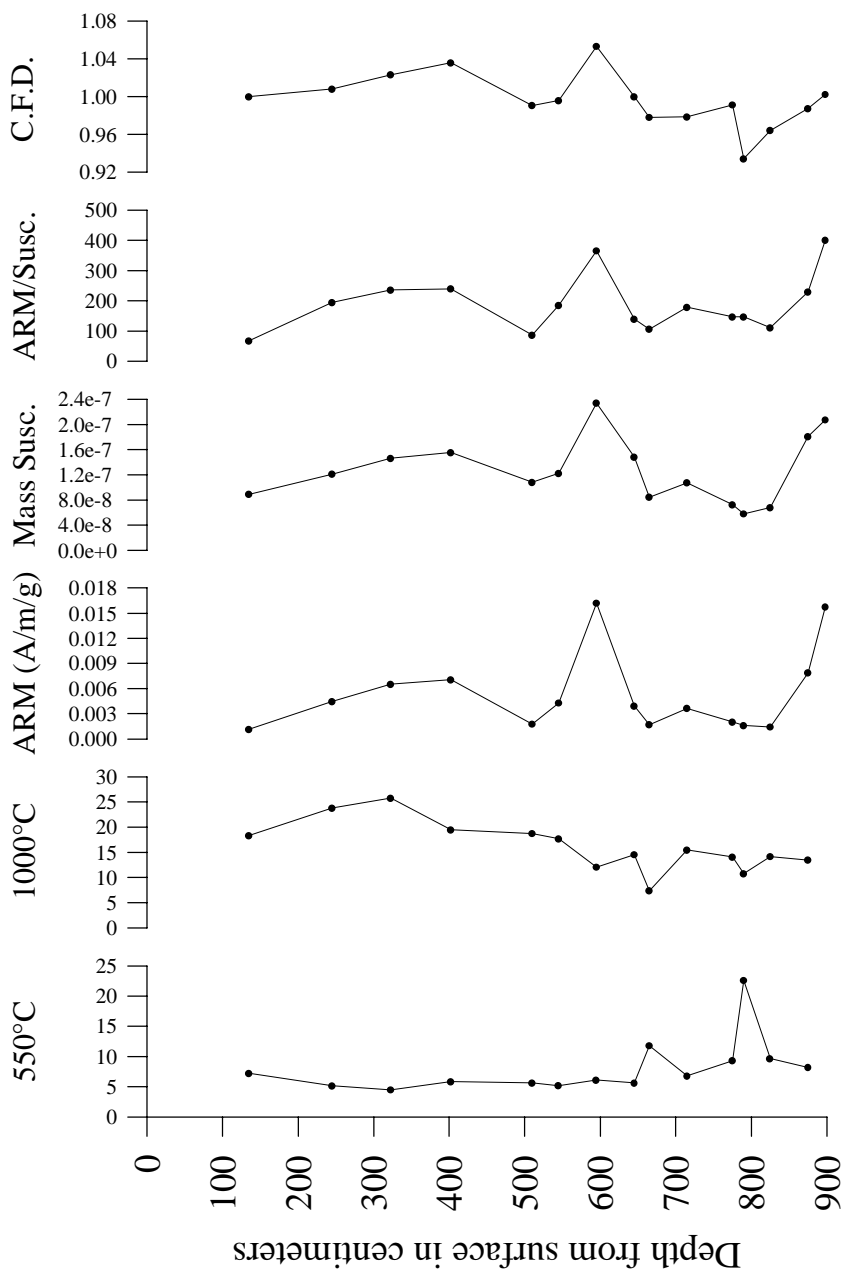 C.F.D.
1.08
1.04
1.00
0.96
0.92
ARM/Susc.
500
400
300
200
100
0
Mass Susc.
2.4e-7
2.0e-7
1.6e-7
1.2e-7
8.0e-8
4.0e-8
0.0e+0
ARM (A/m/g)
0.018
0.015
0.012
0.009
0.006
0.003
0.000
1000°C
30
25
20
15
10
5
0
550°C
25
20
15
10
5
0
0
100
200
300
400
500
600
700
800
900
Depth from surface in centimeters